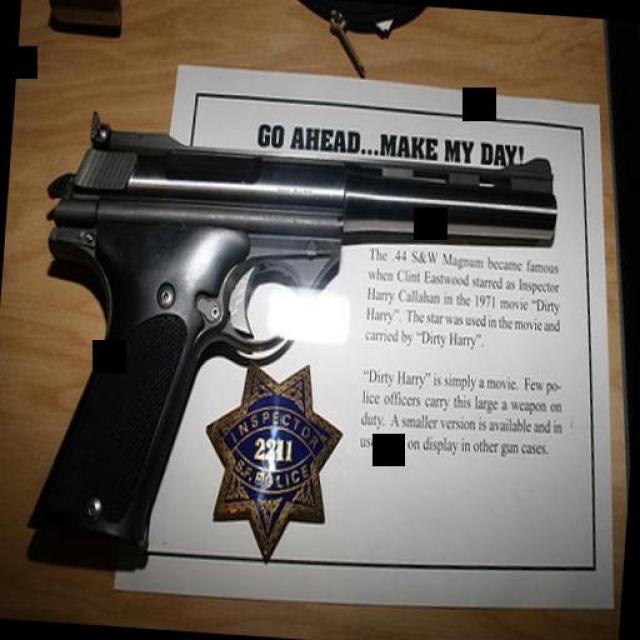 GO AHEAD...MAKE MY DAY!
The .44 S&W Magnum became famous
when Clint Eastwood starred as Inspector
Harry Callahan in the 1971 movie "Dirty
Harry". The star was used in the movie and
carried by "Dirty Harry".
"Dirty Harry" is simply a movie. Few po-
lice officers carry this large a weapon on
duty. A smaller version is available and in
on display in other gun cases.
INSPECTOR
2211
S.F. POLICE